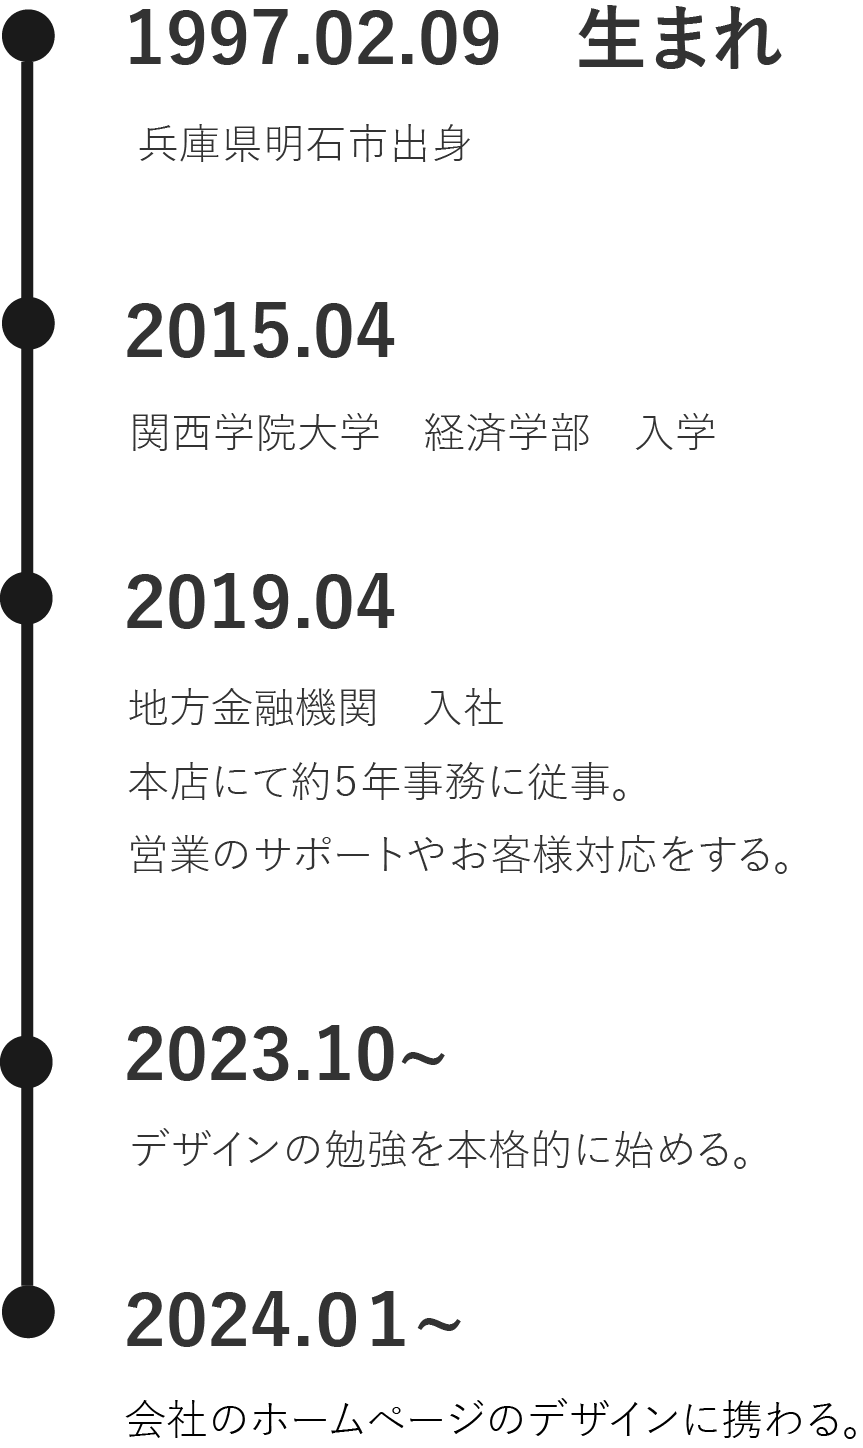 1997.02.09　生まれ
兵庫県明石市出身
2015.04
関西学院大学　経済学部　入学
2019.04
地方金融機関　入社
本店にて約5年事務に従事。
営業のサポートやお客様対応をする。
2023.10~
デザインの勉強を本格的に始める。
2024.01~
会社のホームページのデザインに携わる。